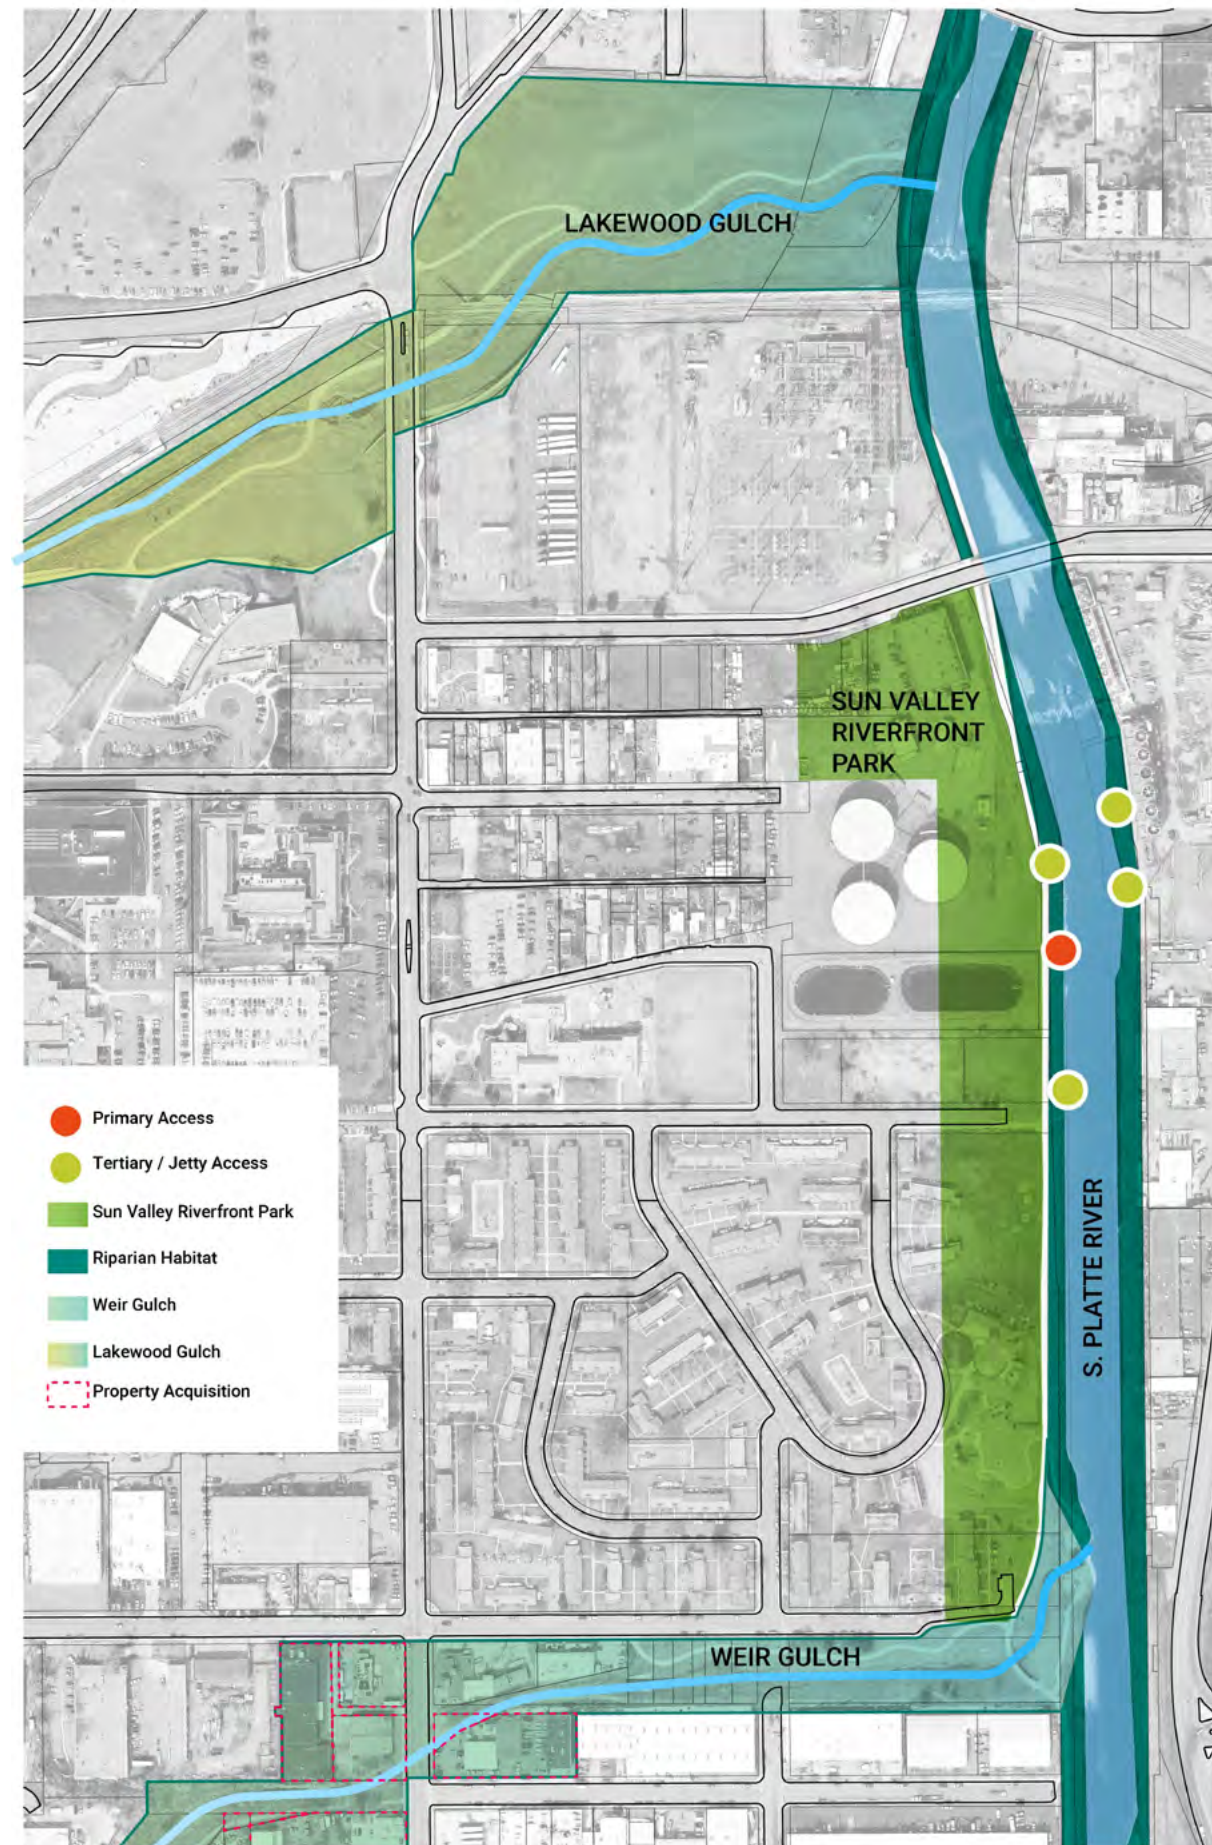 LAKEWOOD GULCH
SUN VALLEY
RIVERFRONT
PARK
Primary Access
Tertiary / Jetty Access
Sun Valley Riverfront Park
Riparian Habitat
Weir Gulch
Lakewood Gulch
Property Acquisition
S. PLATTE RIVER
WEIR GULCH